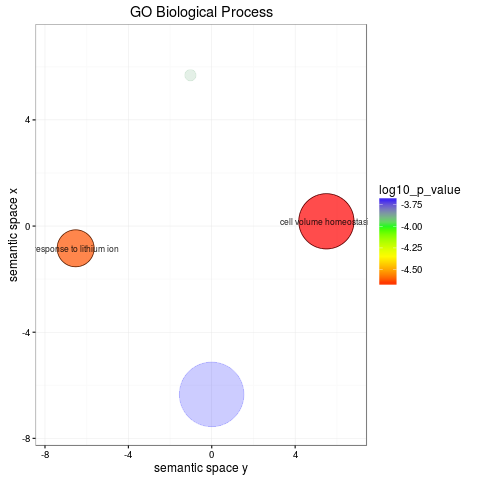 GO Biological Process
semantic space x
4
0
-4
-8
-8
-4
0
4
semantic space y
cell volume homeostasi
esponse to lithium ion
log10_p_value
-3.75
-4.00
-4.25
-4.50